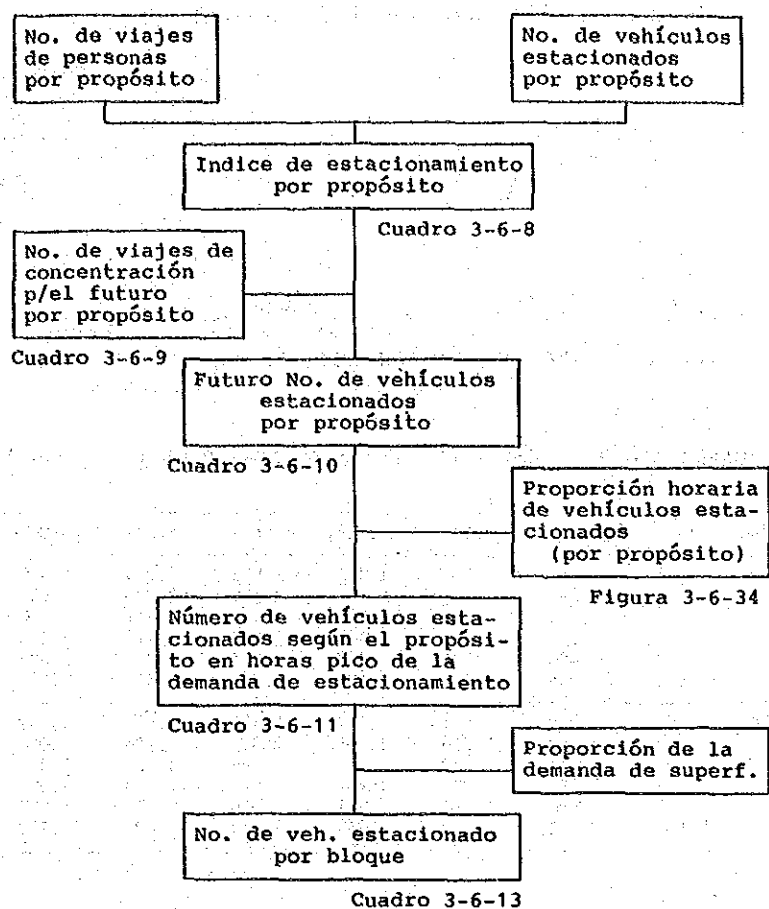 No. de viajes
de personas
por propósito
No. de vehículos
estacionados
por propósito
Indice de estacionamiento
por propósito
Cuadro 3-6-8
No. de viajes de
concentración
p/el futuro
por propósito
Cuadro 3-6-9
Futuro No. de vehículos
estacionados
por propósito
Cuadro 3-6-10
Proporción horaria
de vehículos esta-
cionados
(por propósito)
Figura 3-6-34
Número de vehículos esta-
cionados según el propósi-
to en horas pico de la
demanda de estacionamiento
Cuadro 3-6-11
Proporción de la
demanda de superf.
No. de veh. estacionado
por bloque
Cuadro 3-6-13